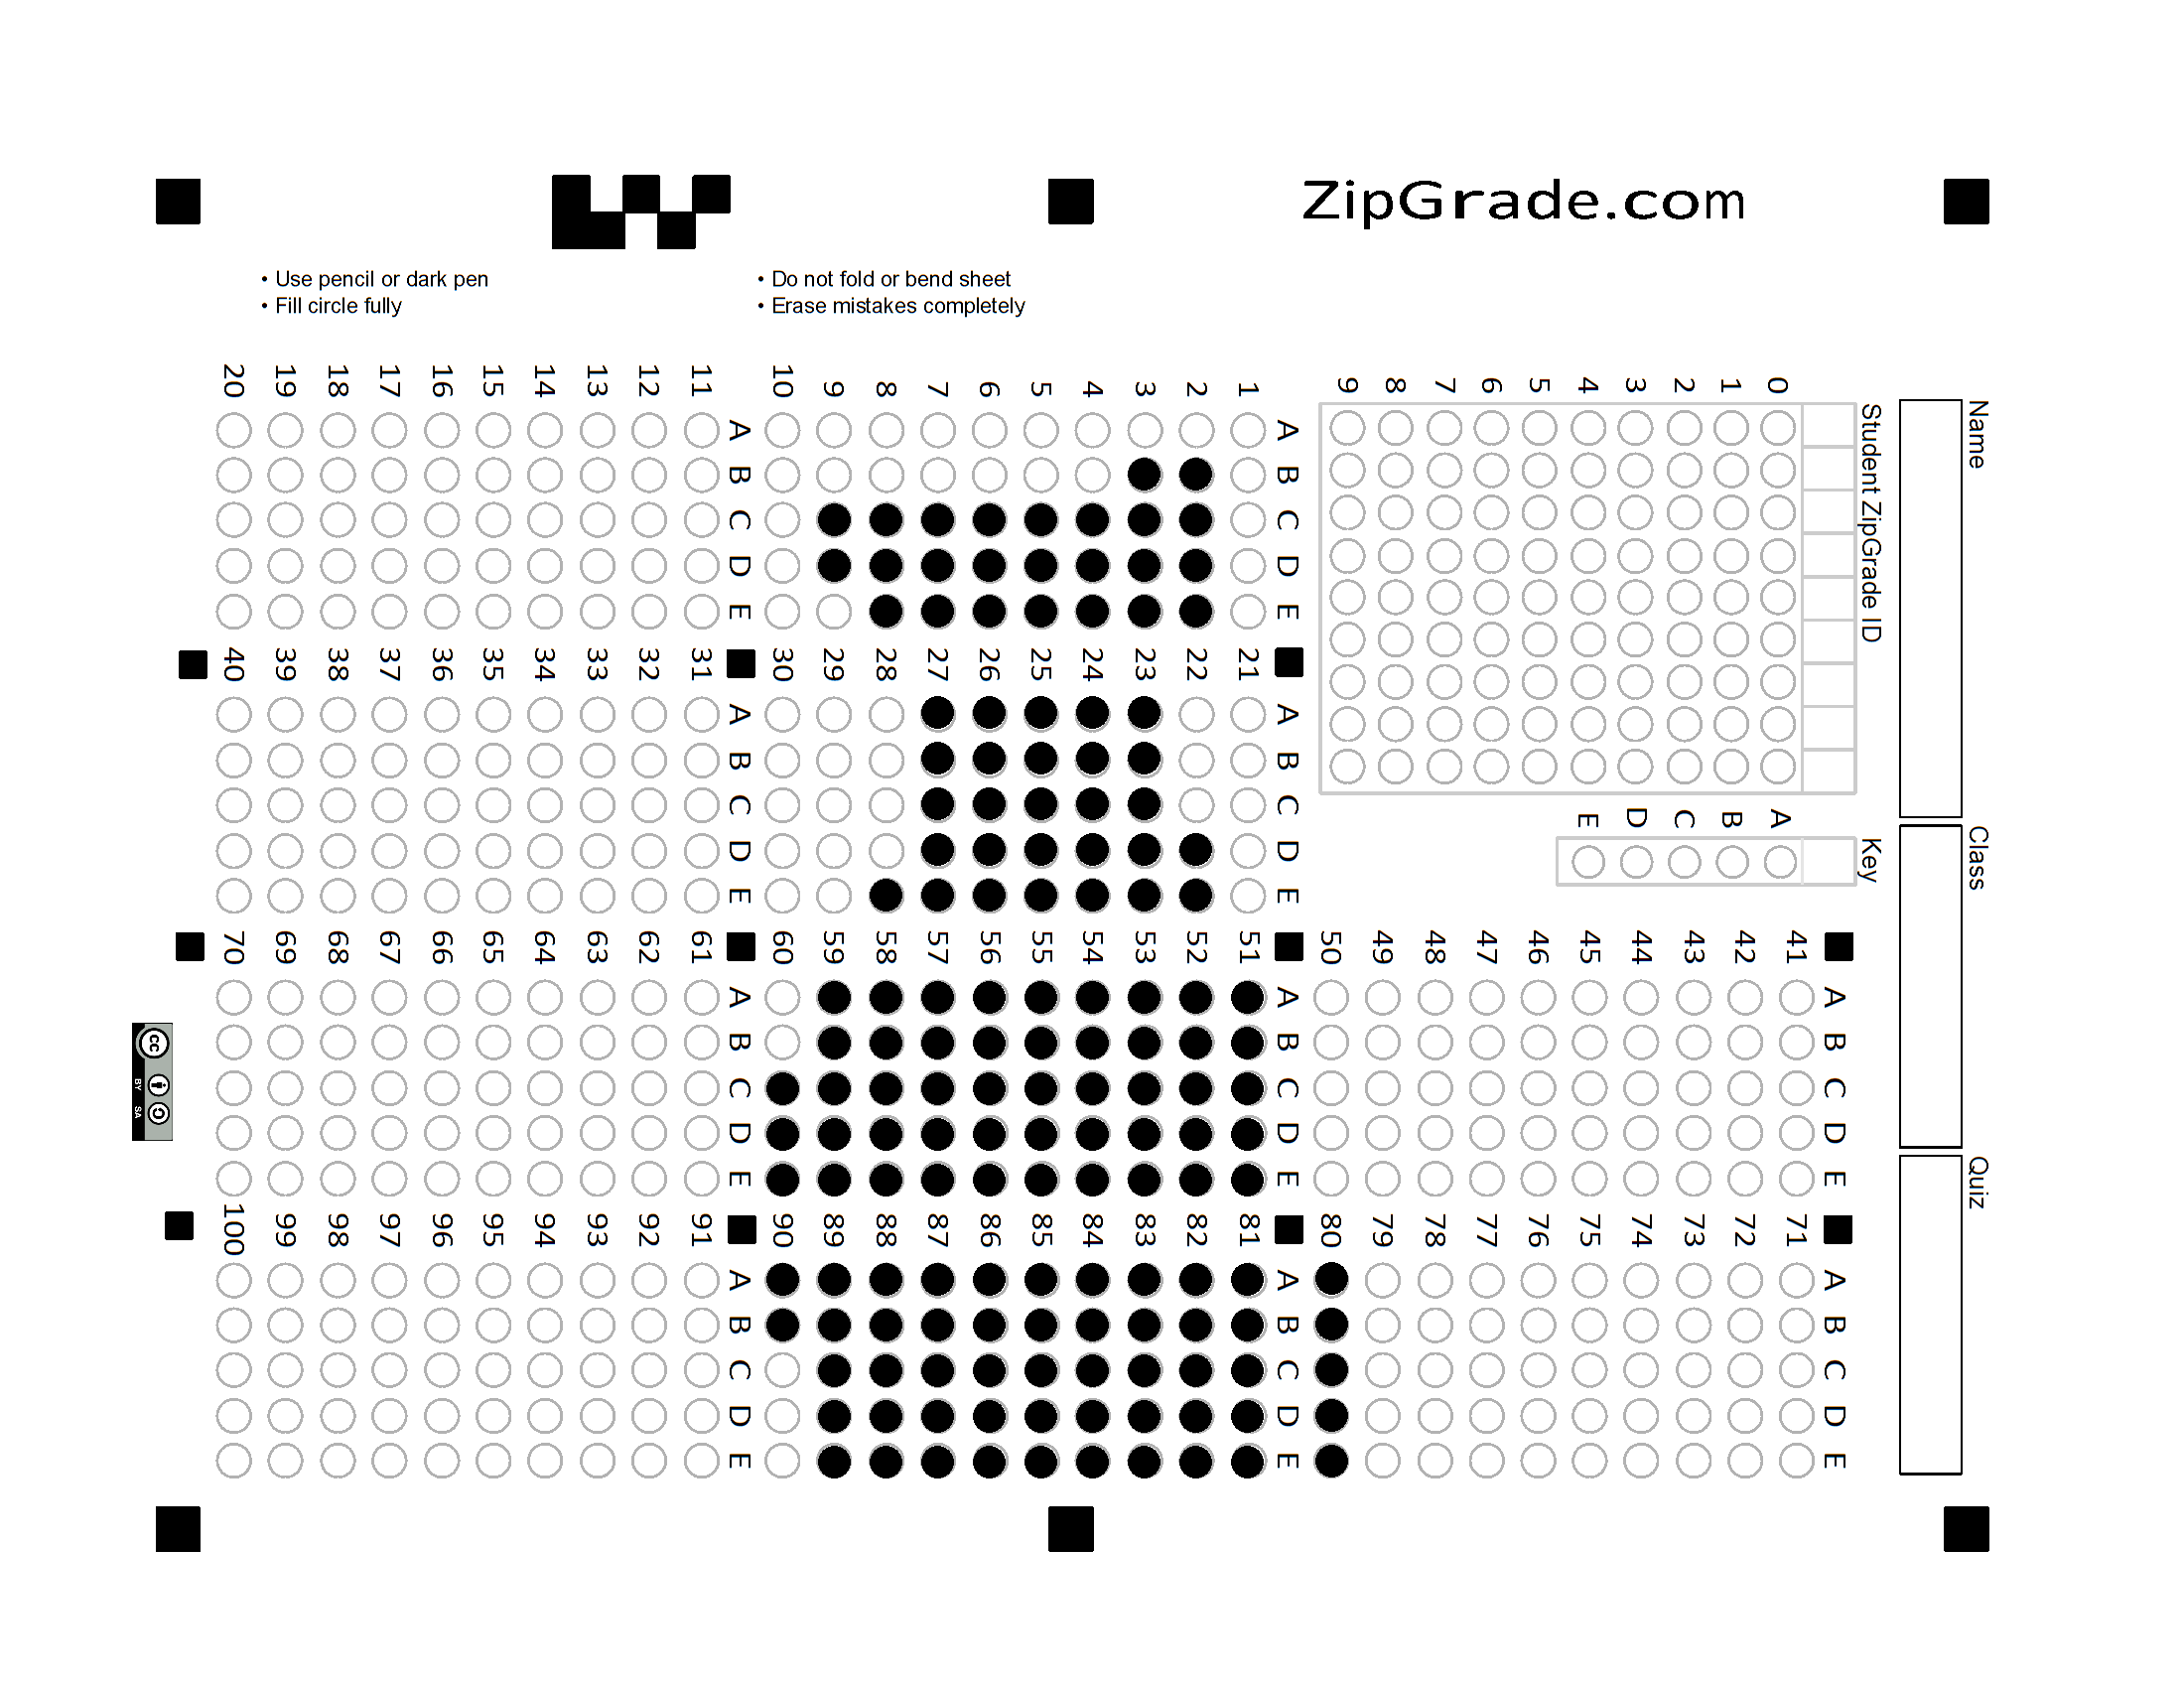 ZipGrade.com
• Use pencil or dark pen
• Fill circle fully
• Do not fold or bend sheet
• Erase mistakes completely
Name
Class
Quiz
Student ZipGrade ID
0 1 2 3 4 5 6 7 8 9
Key
A B C D E
A B C D E
1 2 3 4 5 6 7 8 9 10
A B C D E
11 12 13 14 15 16 17 18 19 20
A B C D E
21 22 23 24 25 26 27 28 29 30
A B C D E
31 32 33 34 35 36 37 38 39 40
A B C D E
41 42 43 44 45 46 47 48 49 50
A B C D E
51 52 53 54 55 56 57 58 59 60
A B C D E
61 62 63 64 65 66 67 68 69 70
A B C D E
71 72 73 74 75 76 77 78 79 80
A B C D E
81 82 83 84 85 86 87 88 89 90
A B C D E
91 92 93 94 95 96 97 98 99 100
cc
BY SA